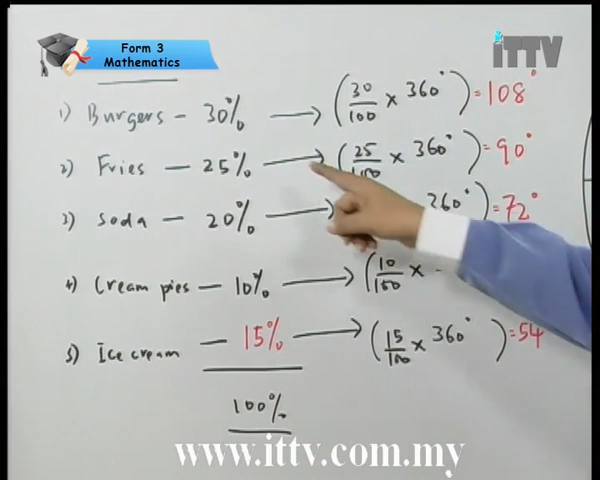 Form 3
Mathematics
iTTV
1) Burgers - 30% → (30/100 x 360°) = 108°
2) Fries - 25% → (25/100 x 360°) = 90°
3) Soda - 20% → 360°) = 72°
4) Cream pies - 10% → (10/100 x
5) Ice cream - 15% → (15/100 x 360°) = 54
100%
www.ittv.com.my